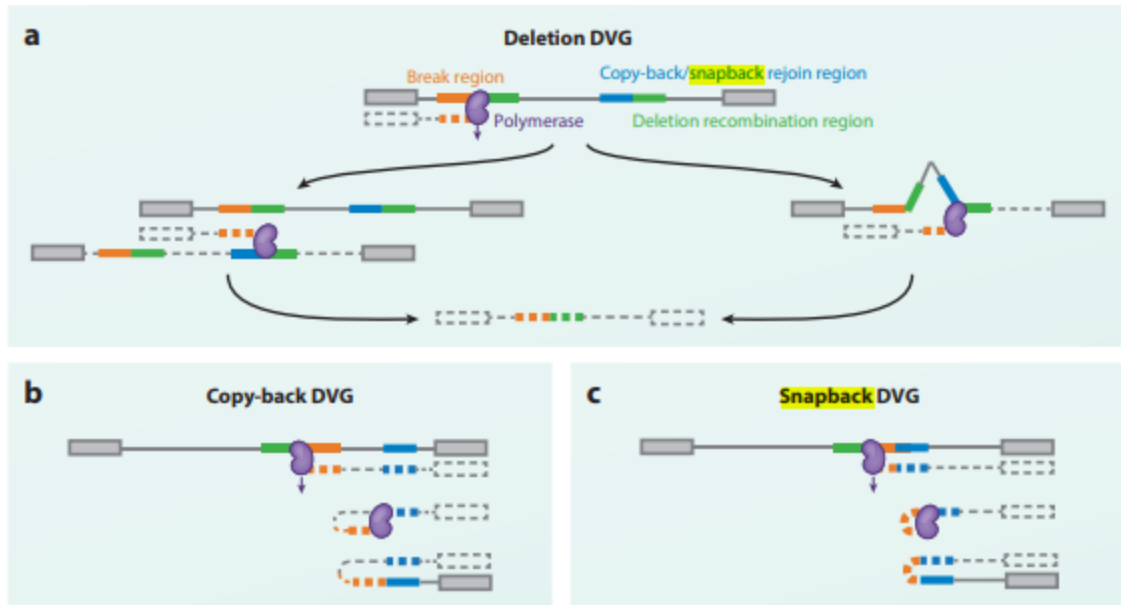 a
Deletion DVG
Break region
Copy-back/snapback rejoin region
Polymerase
Deletion recombination region
b
Copy-back DVG
c
Snapback DVG